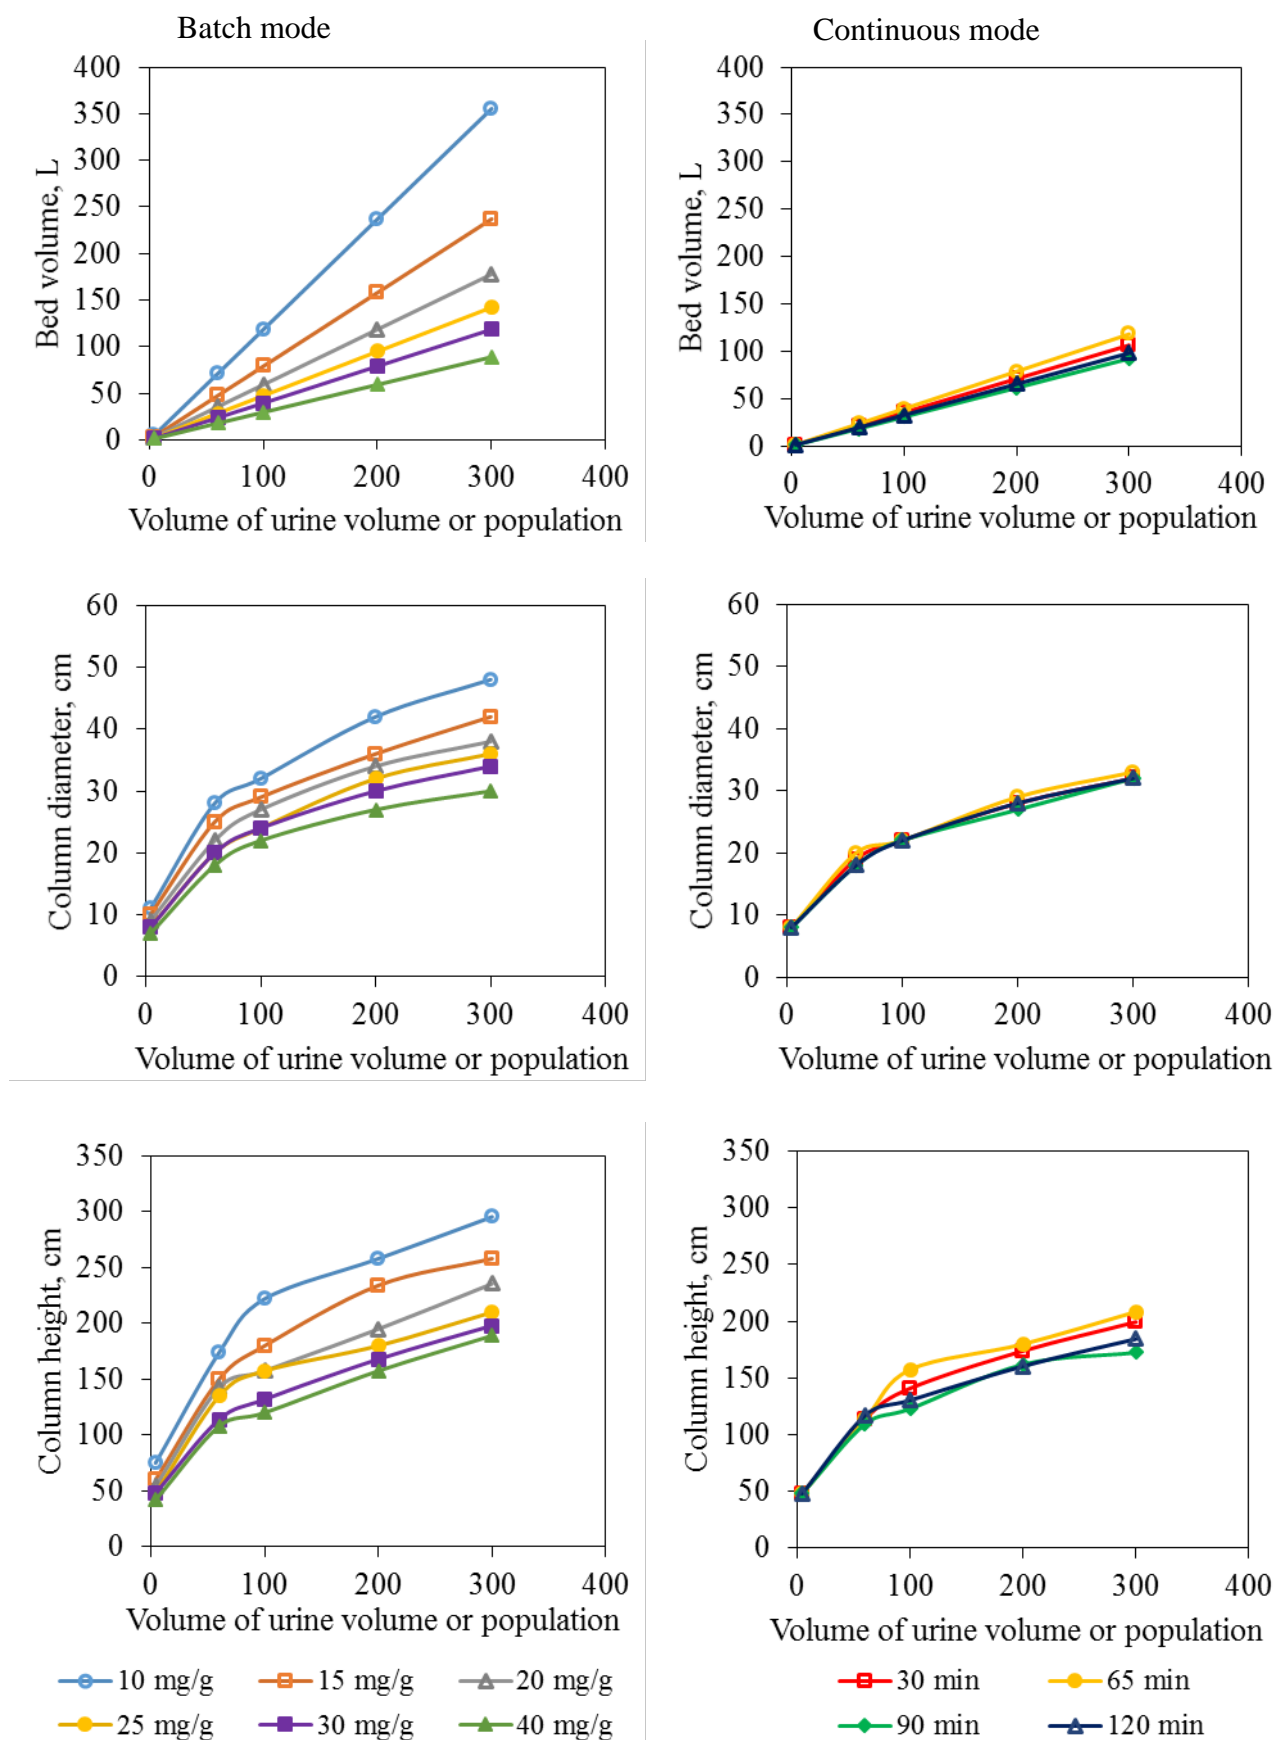 Batch mode
Continuous mode
400
350
300
250
200
150
100
50
0
Bed volume, L
0 100 200 300 400
Volume of urine volume or population
400
350
300
250
200
150
100
50
0
Bed volume, L
0 100 200 300 400
Volume of urine volume or population
60
50
40
30
20
10
0
Column diameter, cm
0 100 200 300 400
Volume of urine volume or population
60
50
40
30
20
10
0
Column diameter, cm
0 100 200 300 400
Volume of urine volume or population
350
300
250
200
150
100
50
0
Column height, cm
0 100 200 300 400
Volume of urine volume or population
350
300
250
200
150
100
50
0
Column height, cm
0 100 200 300 400
Volume of urine volume or population
10 mg/g 15 mg/g 20 mg/g
25 mg/g 30 mg/g 40 mg/g
30 min 65 min
90 min 120 min